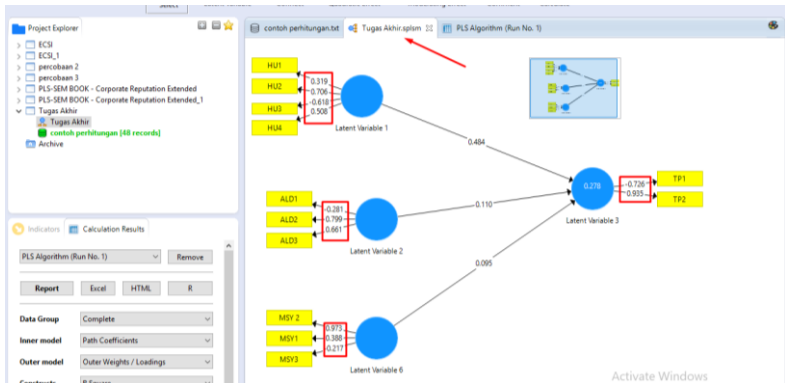 Select
Project Explorer
ECSI
ECSI_1
percobaan 2
percobaan 3
PLS-SEM BOOK - Corporate Reputation Extended
PLS-SEM BOOK - Corporate Reputation Extended_1
Tugas Akhir
Tugas Akhir
contoh perhitungan [48 records]
Archive
Indicators
Calculation Results
PLS Algorithm (Run No. 1)
Remove
Report
Excel
HTML
R
Data Group
Complete
Inner model
Path Coefficients
Outer model
Outer Weights / Loadings
Constructs
R Square
contoh perhitungan.txt
Tugas Akhir.splsm
PLS Algorithm (Run No. 1)
HU1
HU2
HU3
HU4
0.319
0.706
-0.618
0.508
Latent Variable 1
0.484
ALD1
ALD2
ALD3
-0.281
0.799
0.661
Latent Variable 2
0.110
MSY 2
MSY1
MSY3
0.973
0.388
-0.217
Latent Variable 6
0.095
0.278
Latent Variable 3
-0.726
0.935
TP1
TP2
Activate Windows